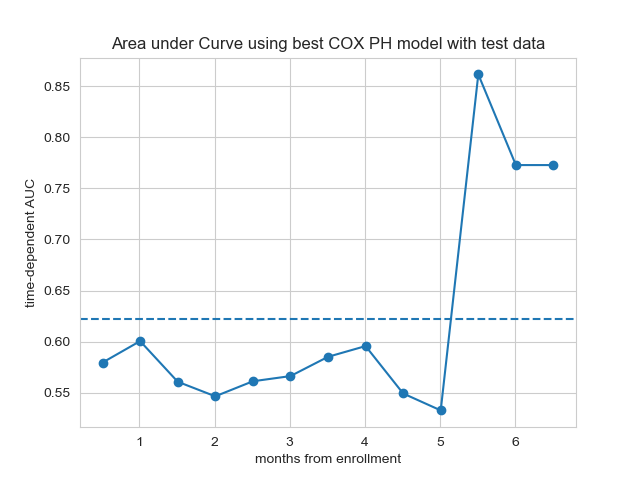 Area under Curve using best COX PH model with test data
time-dependent AUC
0.85
0.80
0.75
0.70
0.65
0.60
0.55
1 2 3 4 5 6
months from enrollment